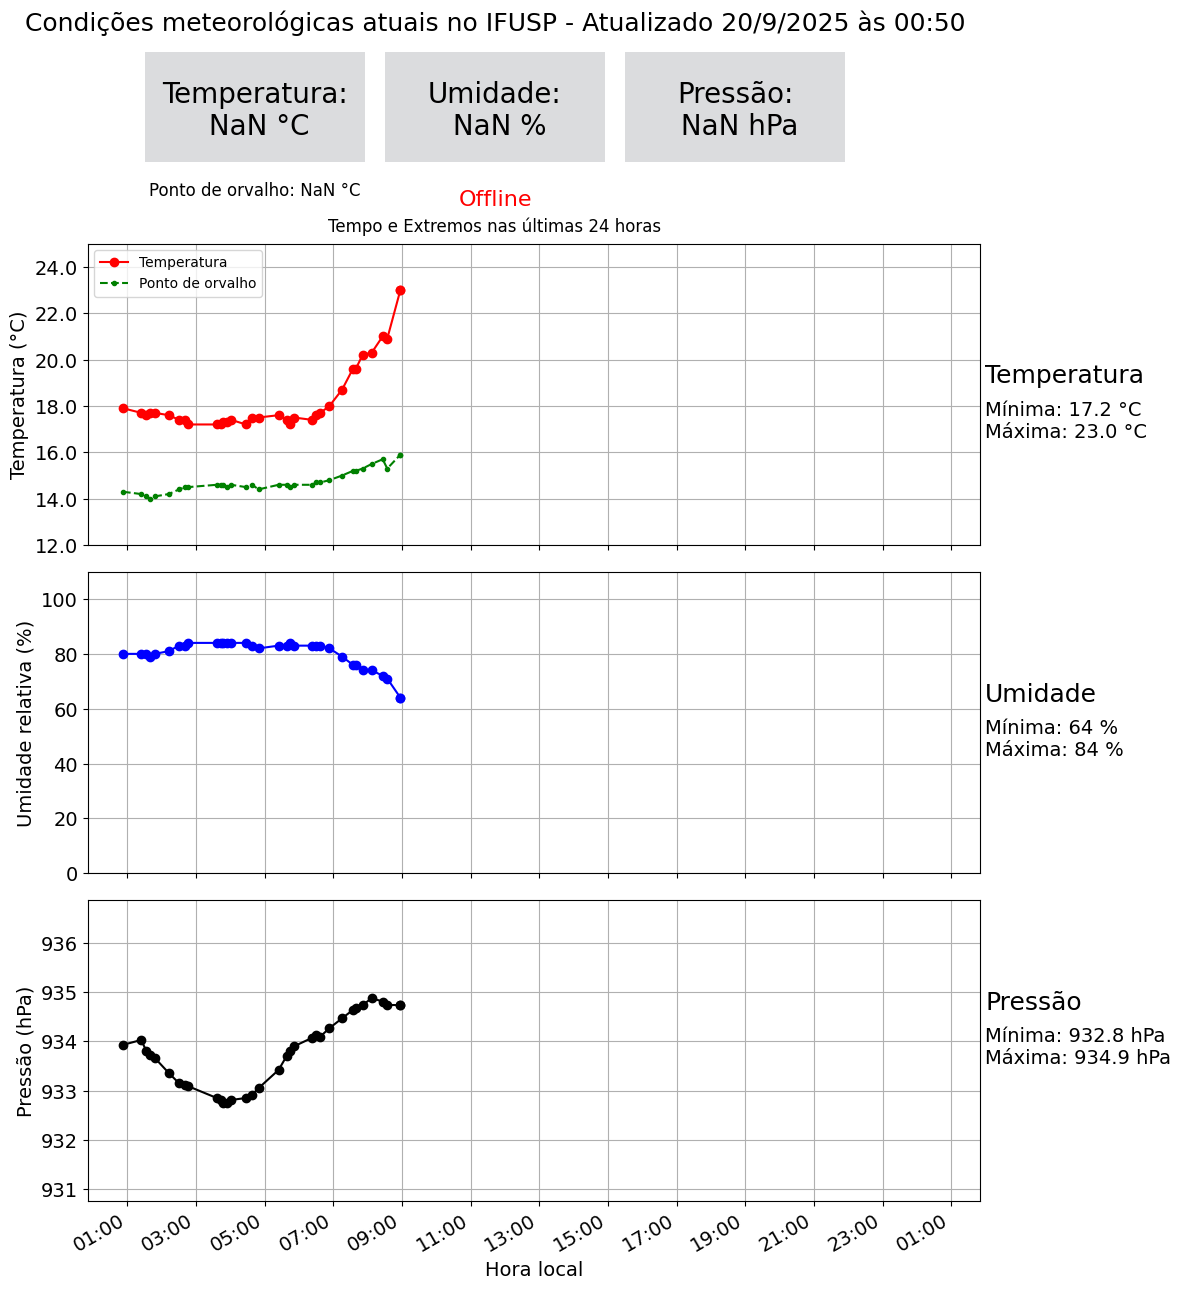 Condições meteorológicas atuais no IFUSP - Atualizado 20/9/2025 às 00:50
Temperatura:
NaN °C
Umidade:
NaN %
Pressão:
NaN hPa
Ponto de orvalho: NaN °C
Offline
Tempo e Extremos nas últimas 24 horas
Temperatura (°C)
24.0
22.0
20.0
18.0
16.0
14.0
12.0
Temperatura
Ponto de orvalho
Temperatura
Mínima: 17.2 °C
Máxima: 23.0 °C
Umidade relativa (%)
100
80
60
40
20
0
Umidade
Mínima: 64 %
Máxima: 84 %
Pressão (hPa)
936
935
934
933
932
931
Pressão
Mínima: 932.8 hPa
Máxima: 934.9 hPa
01:00 03:00 05:00 07:00 09:00 11:00 13:00 15:00 17:00 19:00 21:00 23:00 01:00
Hora local